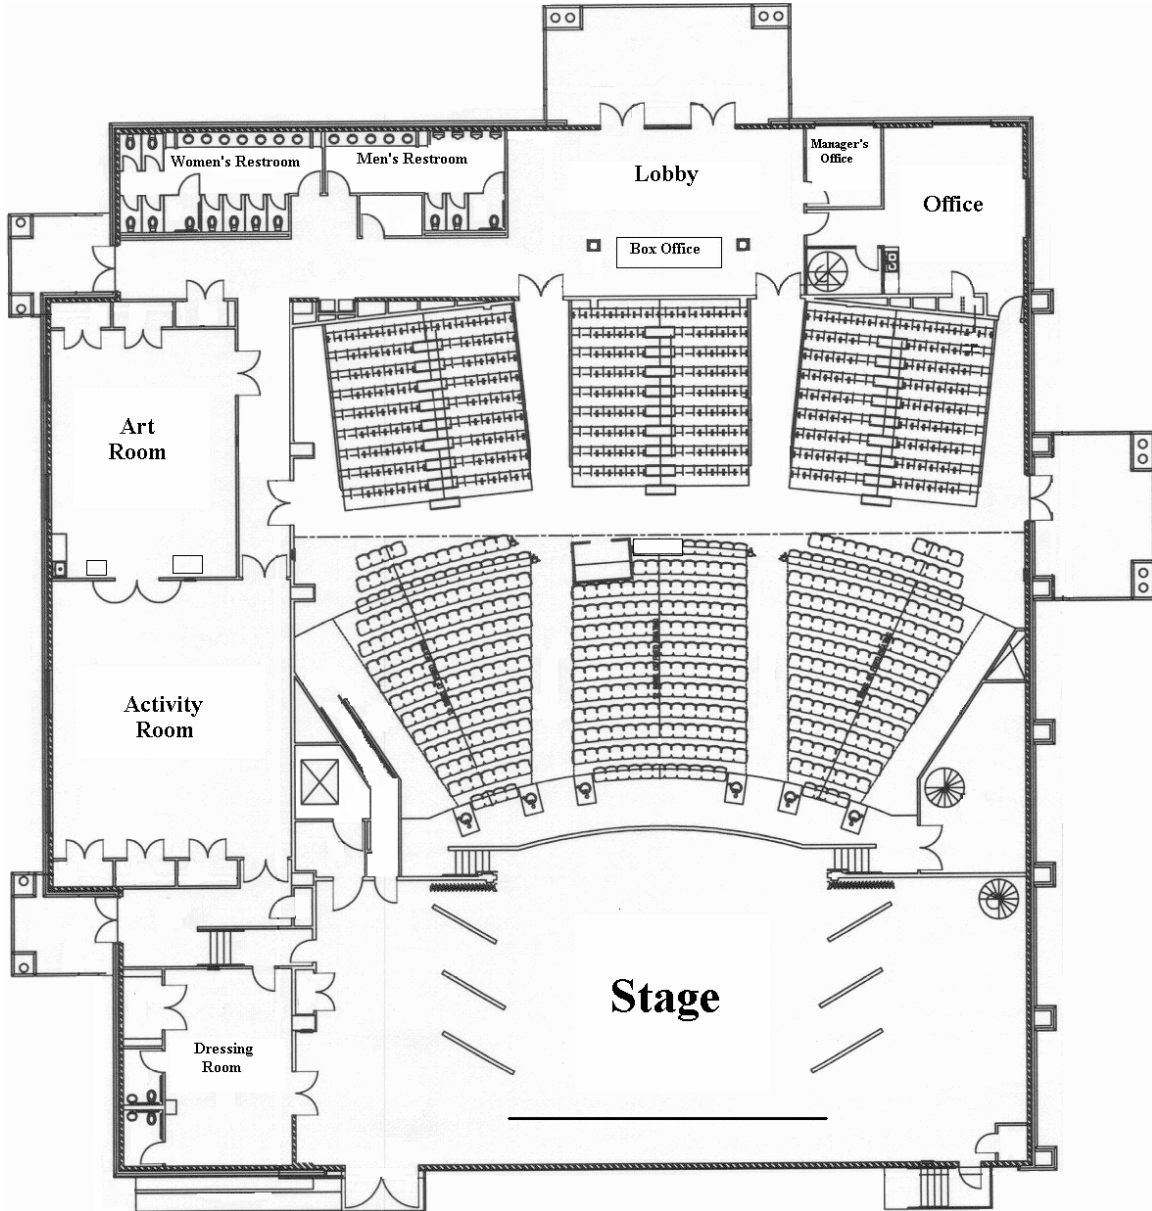 Manager's
Office
Women's Restroom
Men's Restroom
Lobby
Office
Box Office
Art
Room
Activity
Room
Stage
Dressing
Room